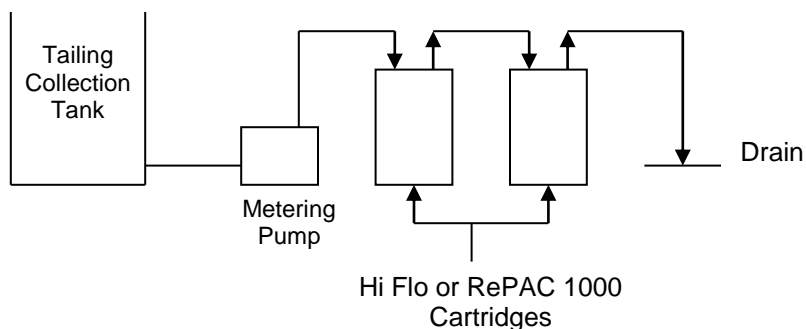 Tailing
Collection
Tank
Metering
Pump
Drain
Hi Flo or RePAC 1000
Cartridges